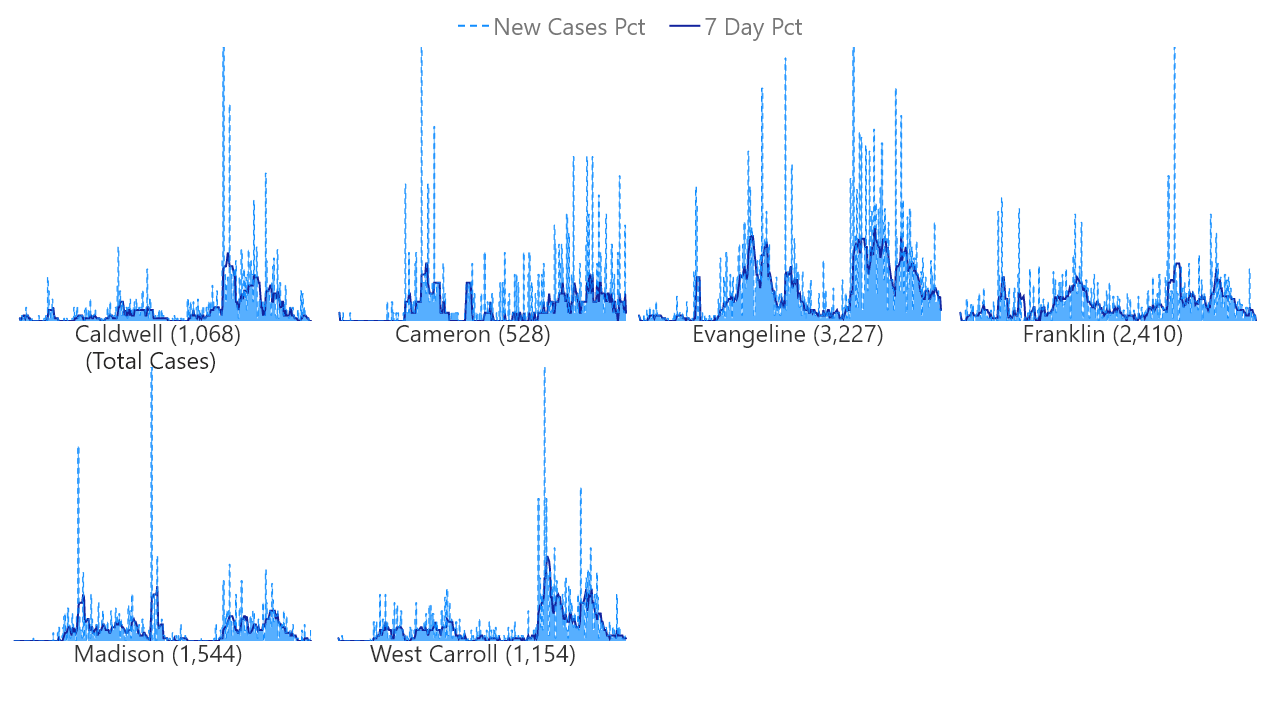 New Cases Pct 7 Day Pct
Caldwell (1,068)
(Total Cases)
Cameron (528)
Evangeline (3,227)
Franklin (2,410)
Madison (1,544)
West Carroll (1,154)